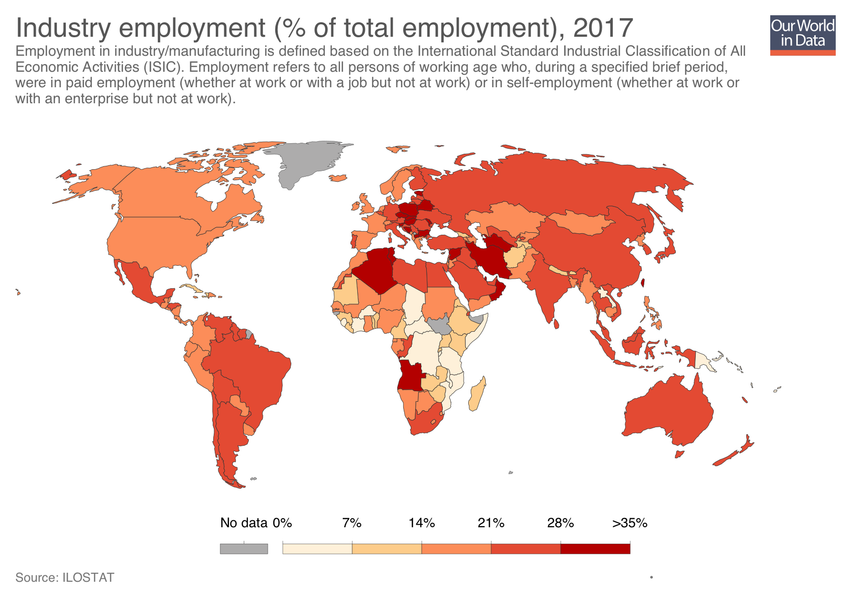 Industry employment (% of total employment), 2017
Our World
in Data
Employment in industry/manufacturing is defined based on the International Standard Industrial Classification of All
Economic Activities (ISIC). Employment refers to all persons of working age who, during a specified brief period,
were in paid employment (whether at work or with a job but not at work) or in self-employment (whether at work or
with an enterprise but not at work).
No data 0% 7% 14% 21% 28% >35%
Source: ILOSTAT